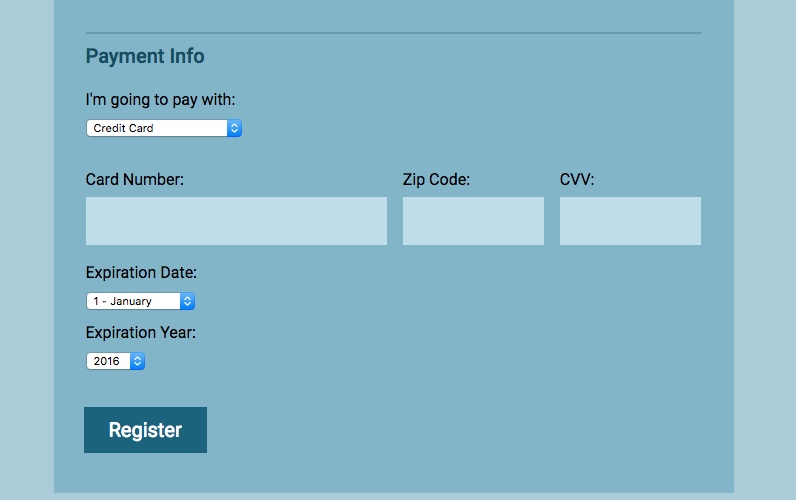 Payment Info
I'm going to pay with:
Credit Card
Card Number: Zip Code: CVV:
Expiration Date:
1 - January
Expiration Year:
2016
Register